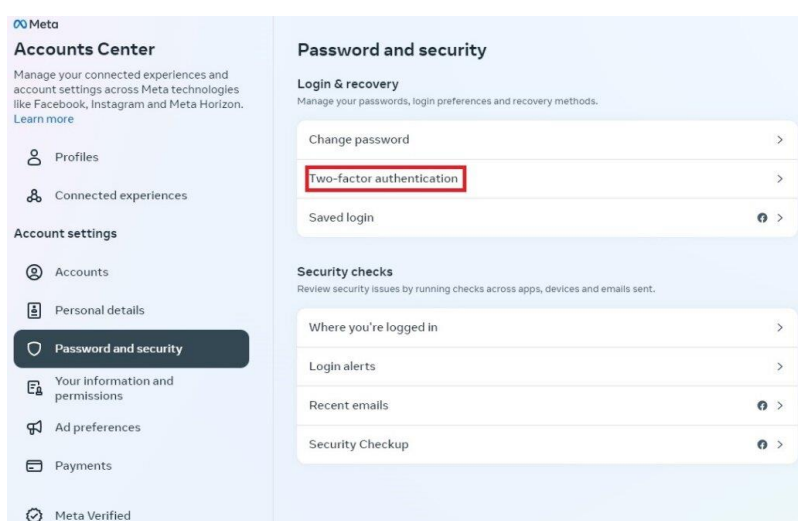 Meta
Accounts Center
Manage your connected experiences and
account settings across Meta technologies
like Facebook, Instagram and Meta Horizon.
Learn more
Profiles
Connected experiences
Account settings
Accounts
Personal details
Password and security
Your information and
permissions
Ad preferences
Payments
Meta Verified
Password and security
Login & recovery
Manage your passwords, login preferences and recovery methods.
Change password
Two-factor authentication
Saved login
Security checks
Review security issues by running checks across apps, devices and emails sent.
Where you're logged in
Login alerts
Recent emails
Security Checkup